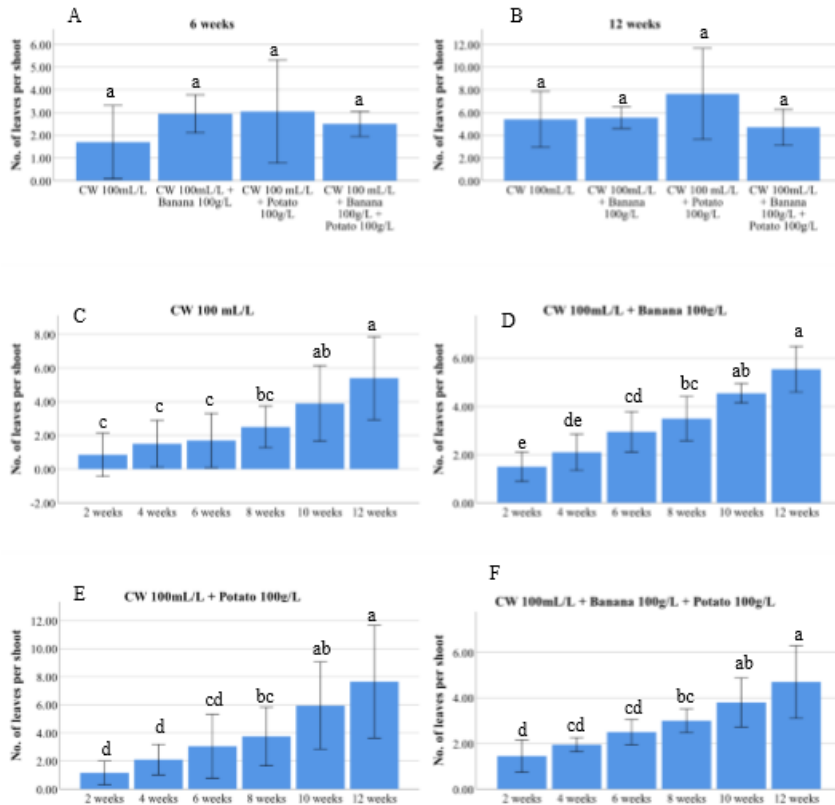 A
6 weeks
No. of leaves per shoot
6.00
5.00
4.00
3.00
2.00
1.00
0.00
a
a
a
a
CW 100mL/L
CW 100mL/L +
Banana 100g/L
CW 100 mL/L
+ Potato
100g/L
CW 100 mL/L
+ Banana
100g/L +
Potato 100g/L
B
12 weeks
No. of leaves per shoot
12.00
10.00
8.00
6.00
4.00
2.00
0.00
a
a
a
a
CW 100mL/L
CW 100mL/L
+ Banana
100g/L
CW 100 mL/L
+ Potato
100g/L
CW 100 mL/L
+ Banana
100g/L +
Potato 100g/L
C
CW 100 mL/L
No. of leaves per shoot
8.00
6.00
4.00
2.00
0.00
-2.00
c
c
c
bc
ab
a
2 weeks
4 weeks
6 weeks
8 weeks
10 weeks
12 weeks
D
CW 100mL/L + Banana 100g/L
No. of leaves per shoot
6.00
4.00
2.00
0.00
e
de
cd
bc
ab
a
2 weeks
4 weeks
6 weeks
8 weeks
10 weeks
12 weeks
E
CW 100mL/L + Potato 100g/L
No. of leaves per shoot
12.00
10.00
8.00
6.00
4.00
2.00
0.00
d
d
cd
bc
ab
a
2 weeks
4 weeks
6 weeks
8 weeks
10 weeks
12 weeks
F
CW 100mL/L + Banana 100g/L + Potato 100g/L
No. of leaves per shoot
6.00
4.00
2.00
0.00
d
cd
cd
bc
ab
a
2 weeks
4 weeks
6 weeks
8 weeks
10 weeks
12 weeks